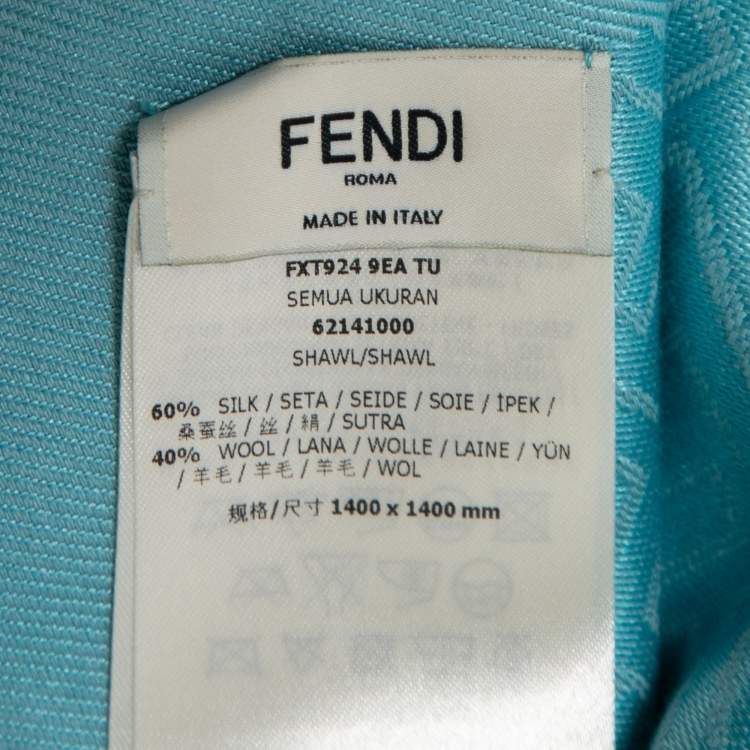 FENDI
ROMA
MADE IN ITALY
FXT924 9EA TU
SEMUA UKURAN
62141000
SHAWL/SHAWL
60% SILK / SETA / SEIDE / SOIE / İPEK /
桑蚕丝 / 丝 / 絹 / SUTRA
40% WOOL / LANA / WOLLE / LAINE / YÜN
/ 羊毛 / 羊毛 / 羊毛 / WOL
规格/尺寸 1400 x 1400 mm